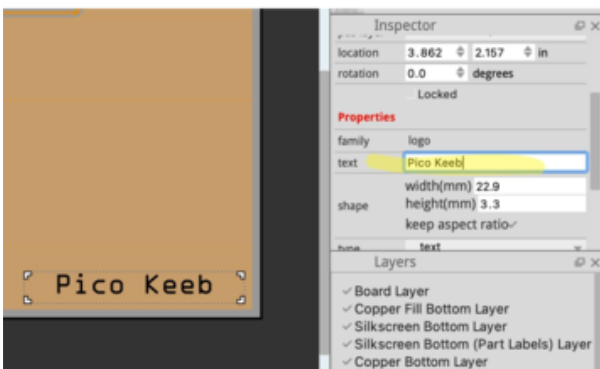 Inspector
location 3.862 2.157 in
rotation 0.0 degrees
Locked
Properties
family logo
text Pico Keeb
width(mm) 22.9
shape height(mm) 3.3
keep aspect ratio
type text
Layers
Board Layer
Copper Fill Bottom Layer
Silkscreen Bottom Layer
Silkscreen Bottom (Part Labels) Layer
Copper Bottom Layer
Pico Keeb